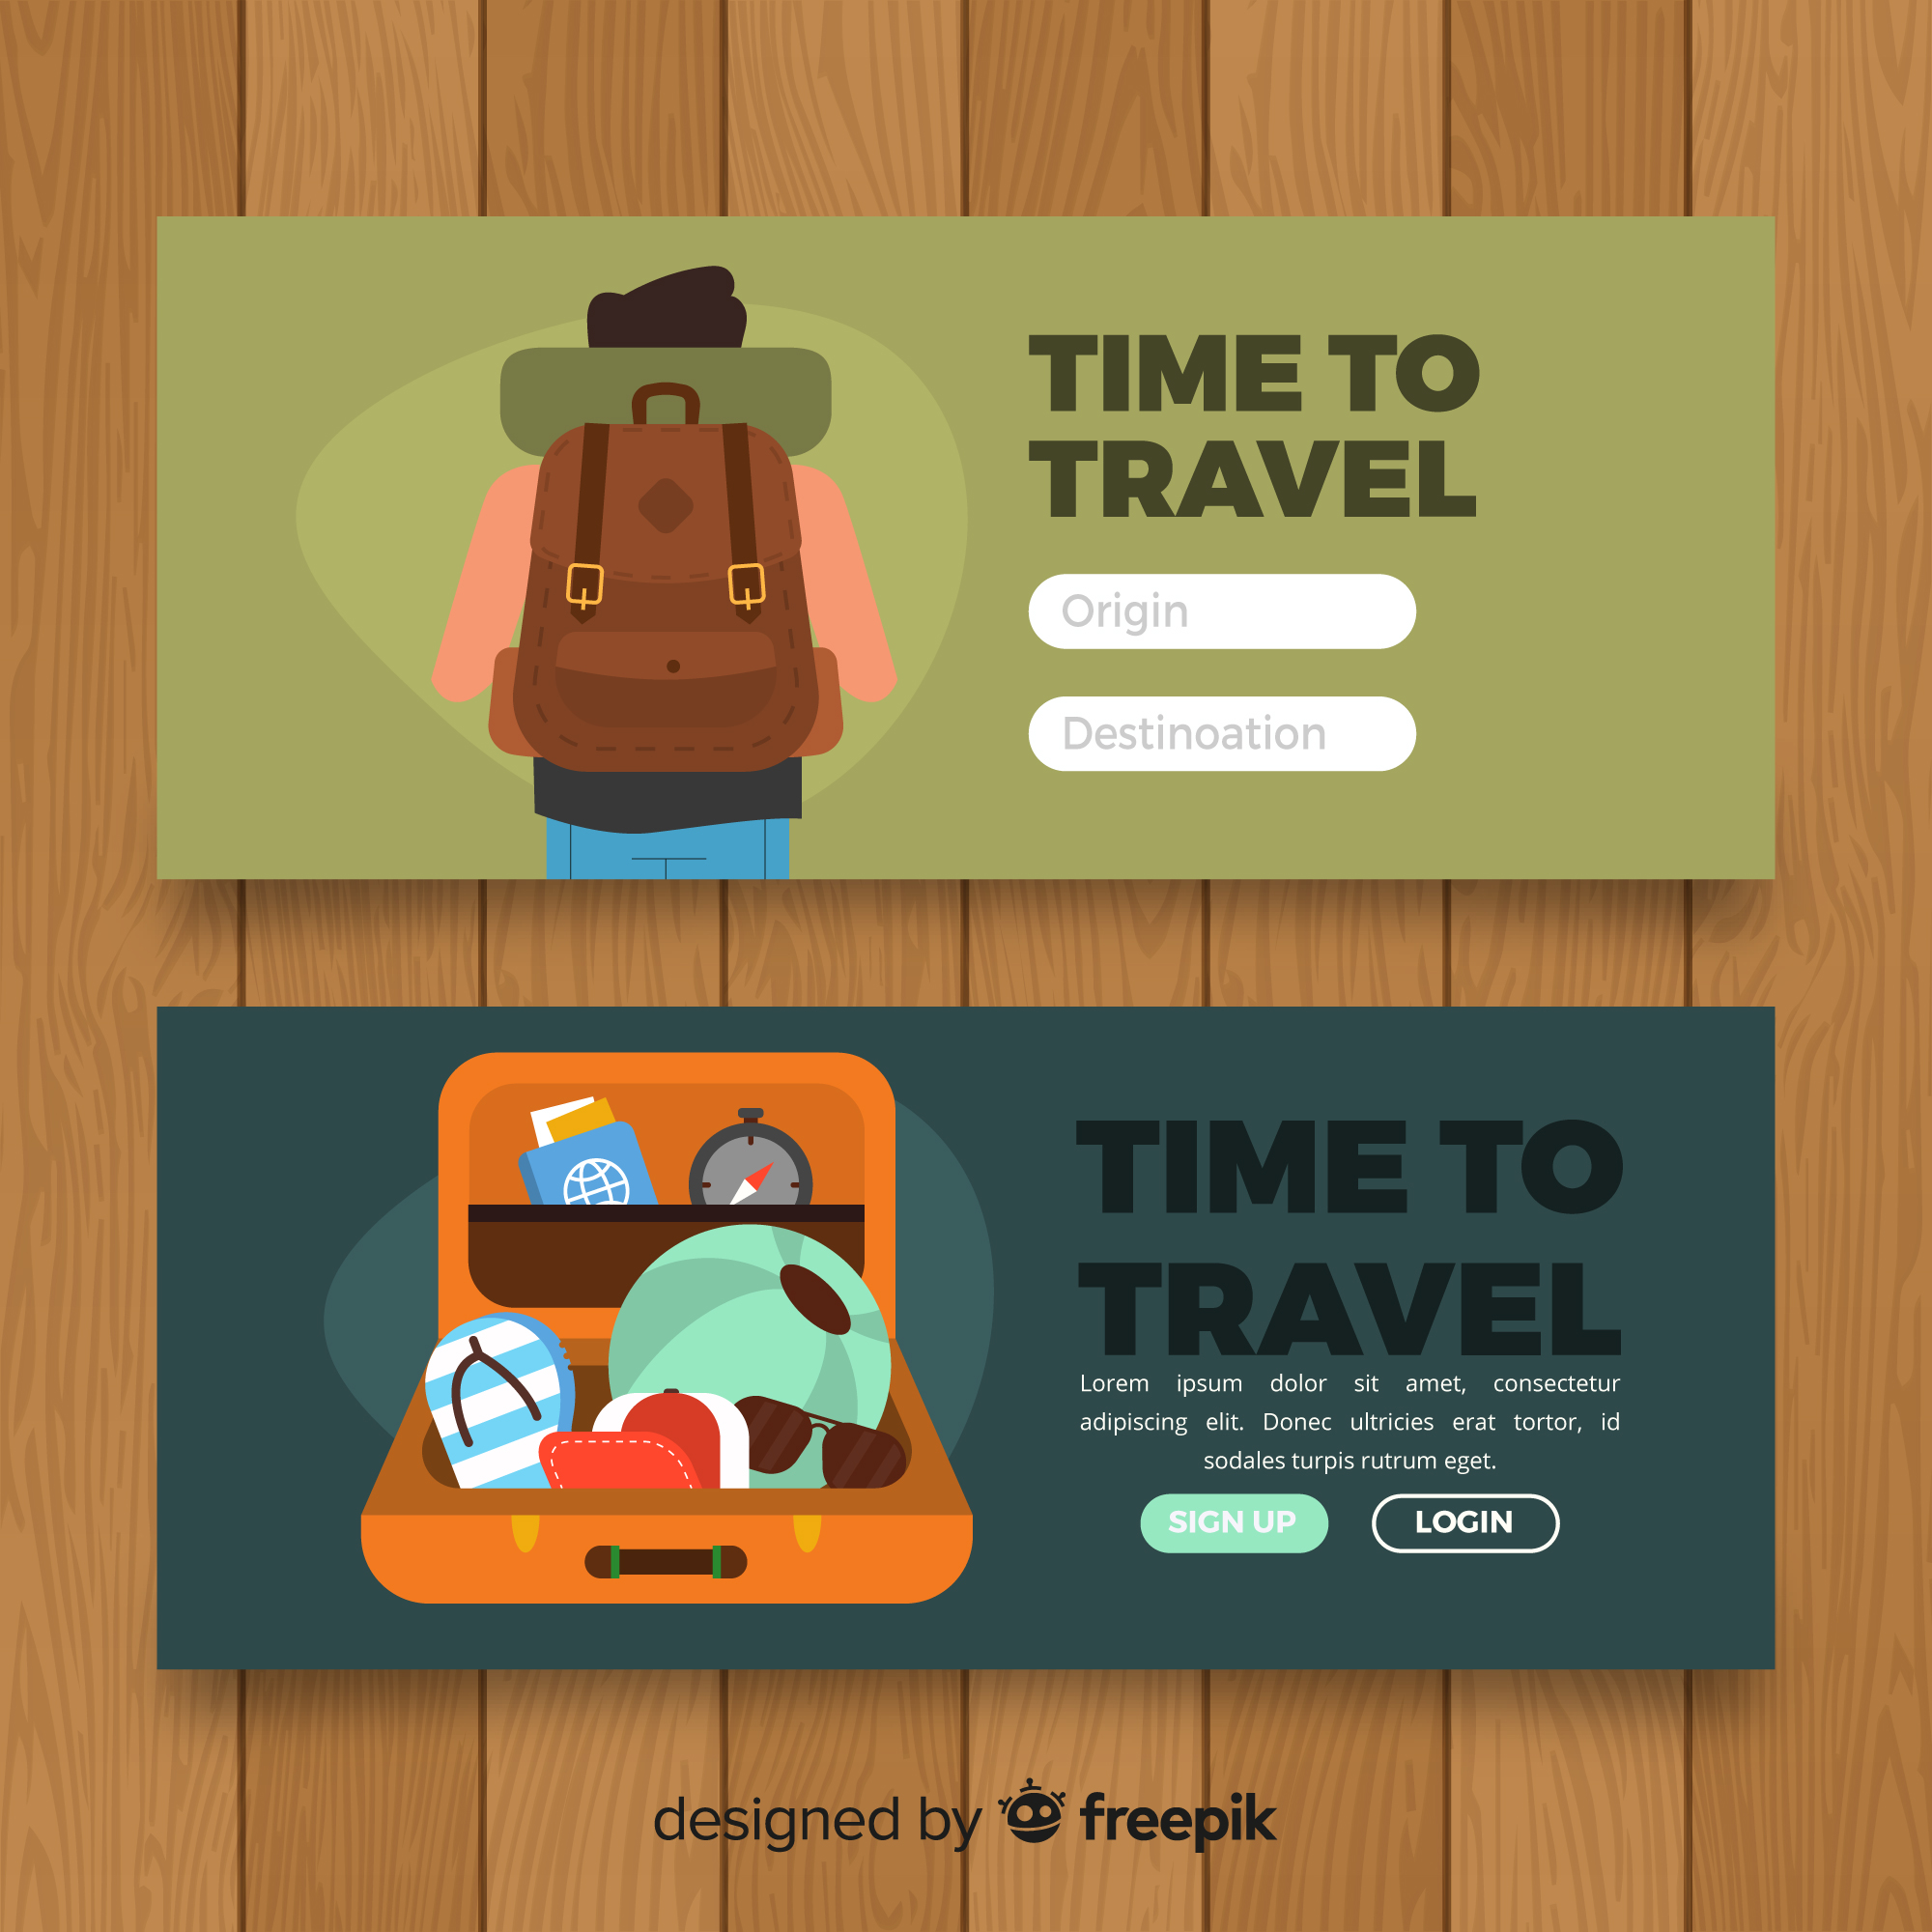 TIME TO
TRAVEL
Origin
Destinoation
TIME TO
TRAVEL
Lorem ipsum dolor sit amet, consectetur
adipiscing elit. Donec ultricies erat tortor, id
sodales turpis rutrum eget.
SIGN UP LOGIN
designed by freepik